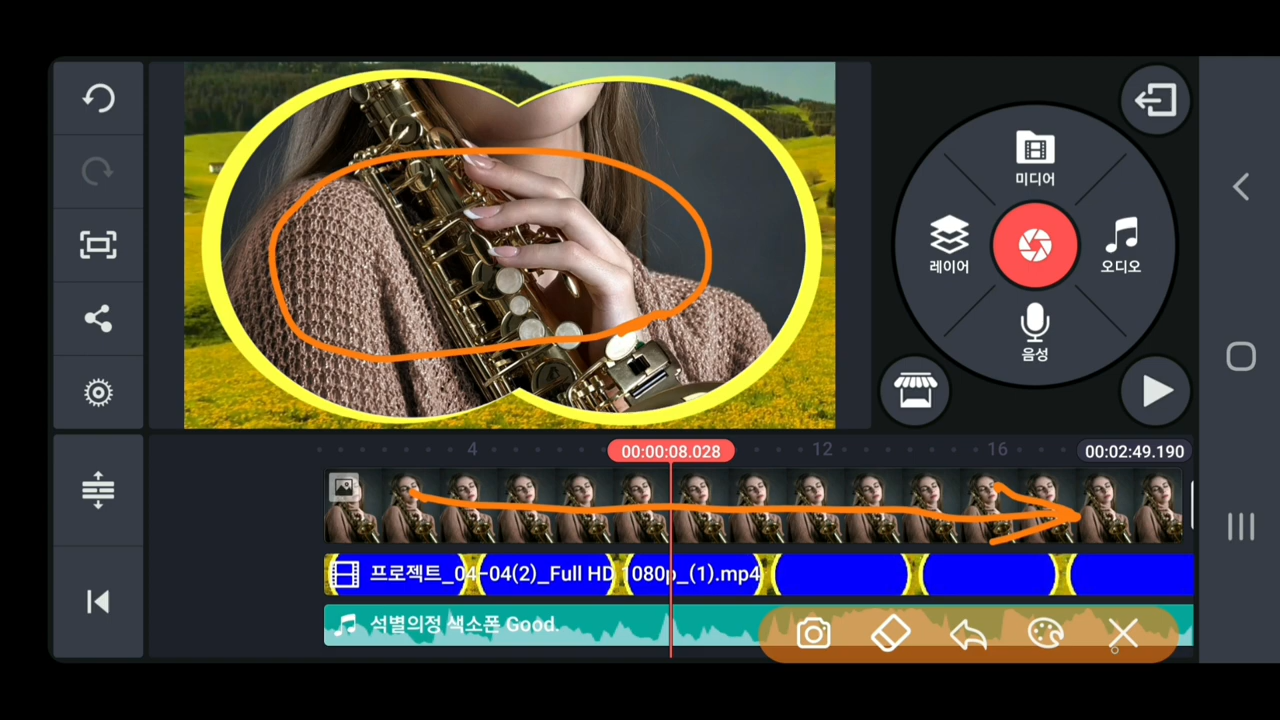 미디어
레이어
오디오
음성
4
00:00:08.028
12
16
00:02:49.190
프로젝트_04-04(2)_Full HD 1080p_(1).mp4
석별의정 색소폰 Good.